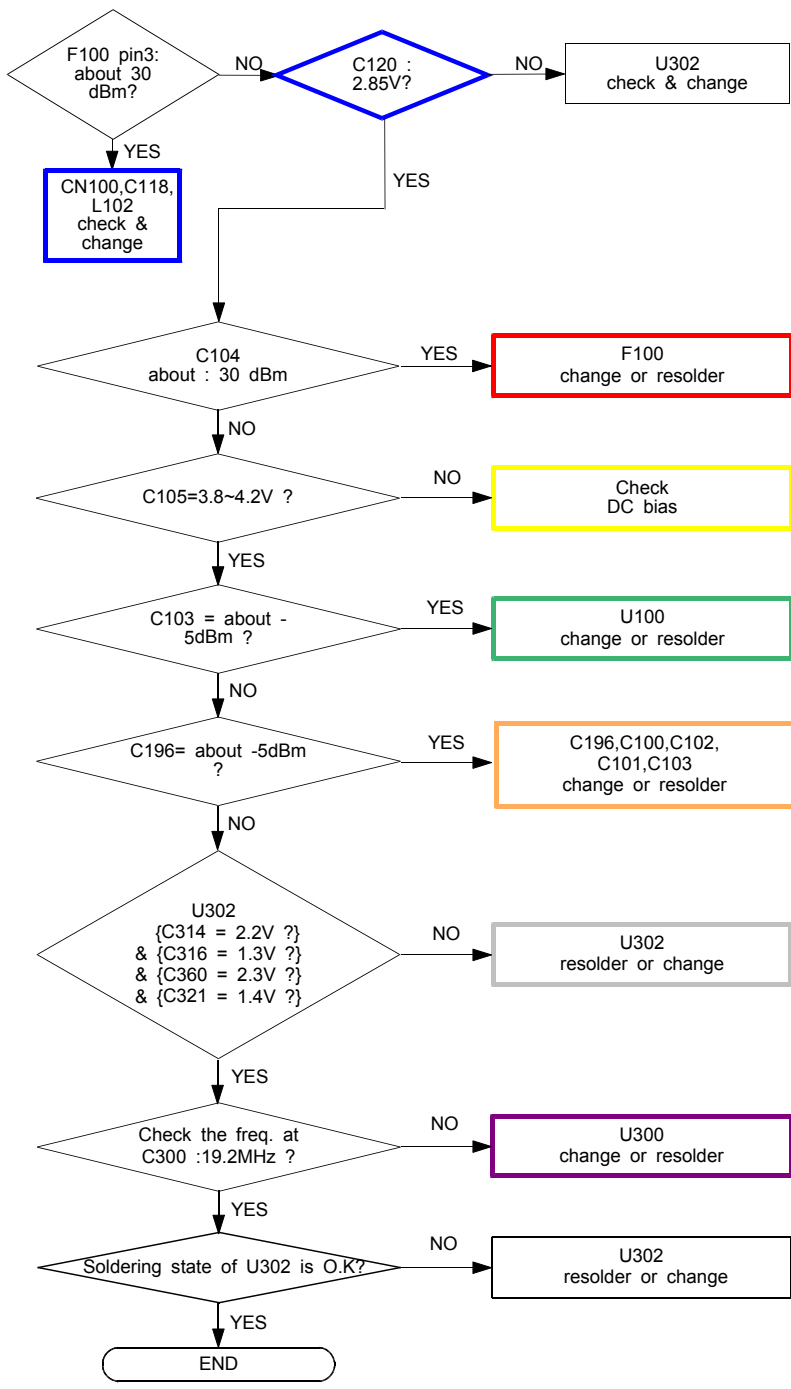 F100 pin3:
about 30
dBm?
NO
C120 :
2.85V?
NO
U302
check & change
YES
CN100,C118,
L102
check &
change
YES
C104
about : 30 dBm
YES
F100
change or resolder
NO
C105=3.8~4.2V ?
NO
Check
DC bias
YES
C103 = about -
5dBm ?
YES
U100
change or resolder
NO
C196= about -5dBm
?
YES
C196,C100,C102,
C101,C103
change or resolder
NO
U302
{C314 = 2.2V ?}
& {C316 = 1.3V ?}
& {C360 = 2.3V ?}
& {C321 = 1.4V ?}
NO
U302
resolder or change
YES
Check the freq. at
C300 :19.2MHz ?
NO
U300
change or resolder
YES
Soldering state of U302 is O.K?
NO
U302
resolder or change
YES
END